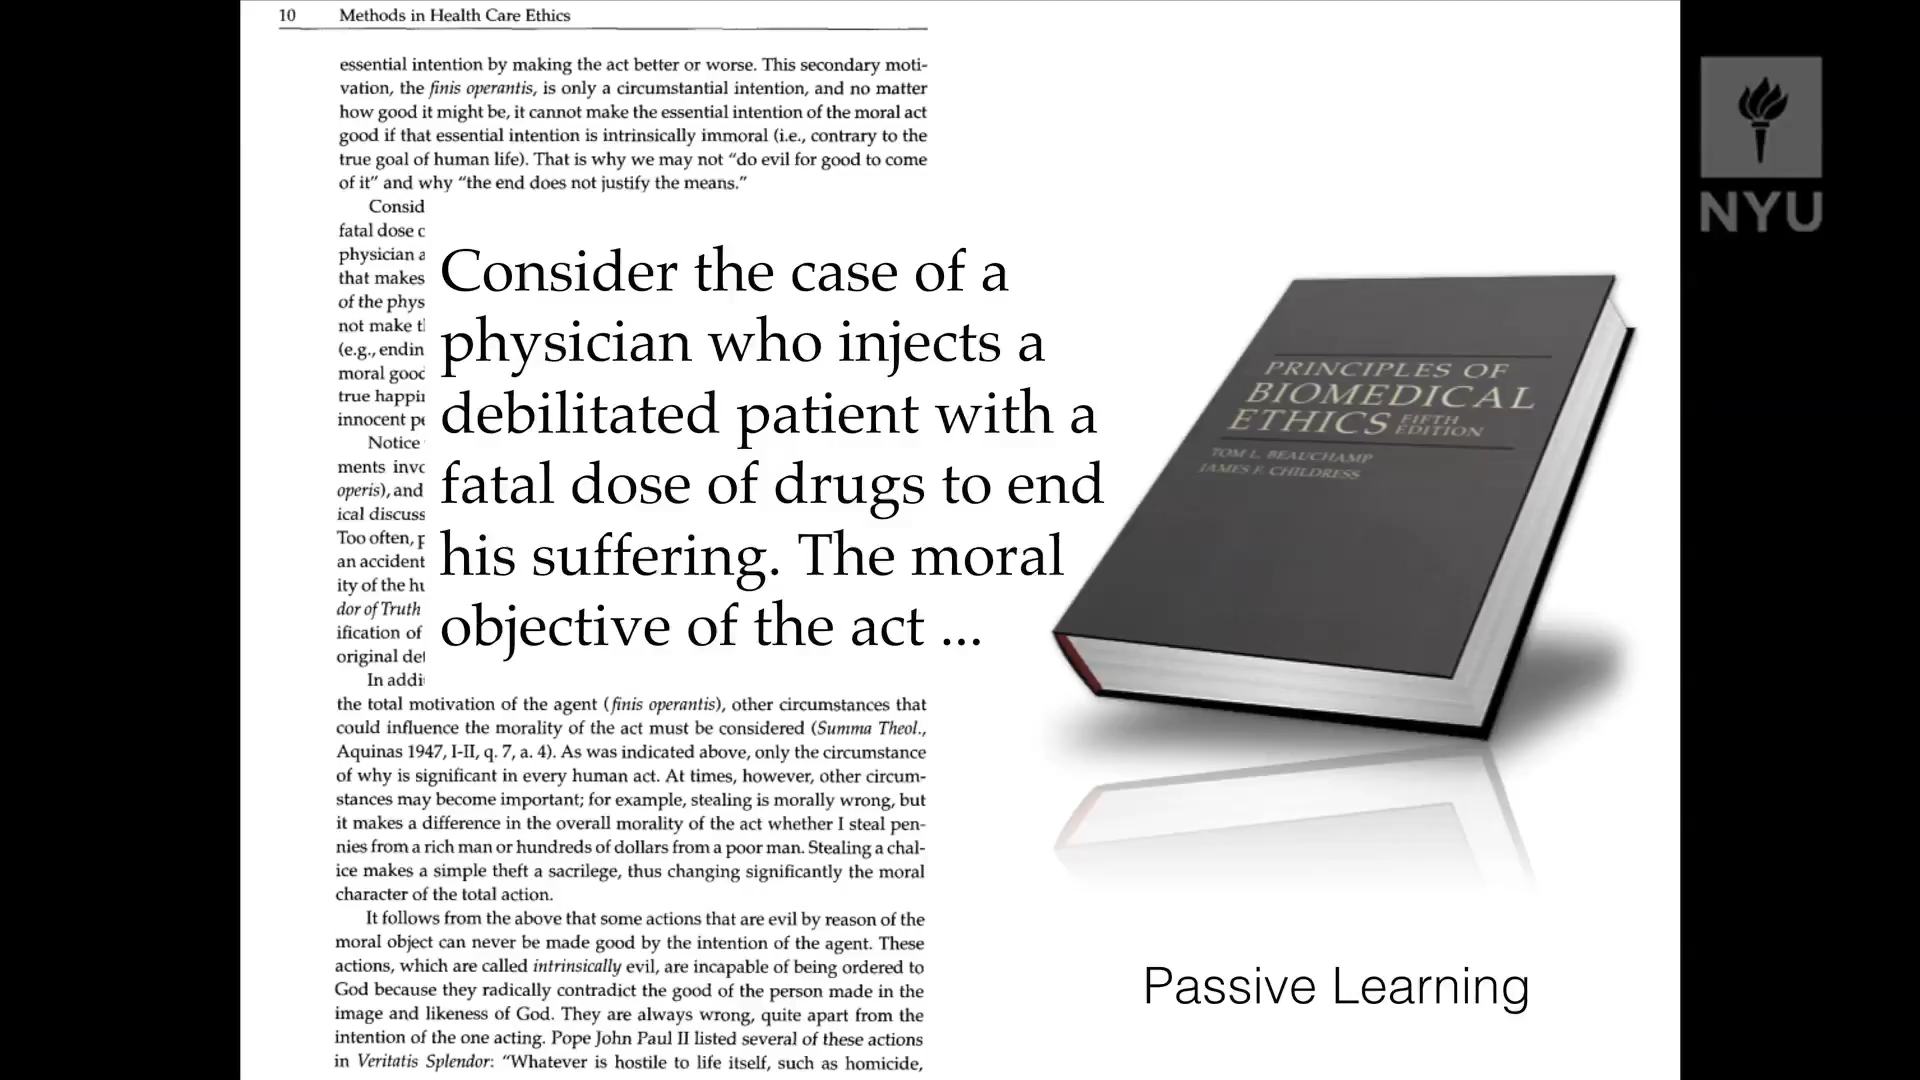 10 Methods in Health Care Ethics
essential intention by making the act better or worse. This secondary moti-
vation, the finis operantis, is only a circumstantial intention, and no matter
how good it might be, it cannot make the essential intention of the moral act
good if that essential intention is intrinsically immoral (i.e., contrary to the
true goal of human life). That is why we may not “do evil for good to come
of it” and why “the end does not justify the means.”
Consid
fatal dose
physician a
that makes
of the phys
not make
(e.g., endin
moral good
true happi
innocent
Notice
ments invo
operis), and
ical discuss
Too often,
an accident
ity of the
dor of Truth
ification of
original
In addi
Consider the case of a
physician who injects a
debilitated patient with a
fatal dose of drugs to end
his suffering. The moral
objective of the act ...
the total motivation of the agent (finis operantis), other circumstances that
could influence the morality of the act must be considered (Summa Theol.,
Aquinas 1947, I-II, q. 7, a. 4). As was indicated above, only the circumstance
of why is significant in every human act. At times, however, other circum-
stances may become important; for example, stealing is morally wrong, but
it makes a difference in the overall morality of the act whether I steal pen-
nies from a rich man or hundreds of dollars from a poor man. Stealing a chal-
ice makes a simple theft a sacrilege, thus changing significantly the moral
character of the total action.
It follows from the above that some actions that are evil by reason of the
moral object can never be made good by the intention of the agent. These
actions, which are called intrinsically evil, are incapable of being ordered to
God because they radically contradict the good of the person made in the
image and likeness of God. They are always wrong, quite apart from the
intention of the one acting. Pope John Paul II listed several of these actions
in Veritatis Splendor: “Whatever is hostile to life itself, such as homicide,
PRINCIPLES OF
BIOMEDICAL
ETHICS FIFTH
EDITION
TOM L. BEAUCHAMP
JAMES F. CHILDRESS
Passive Learning
NYU